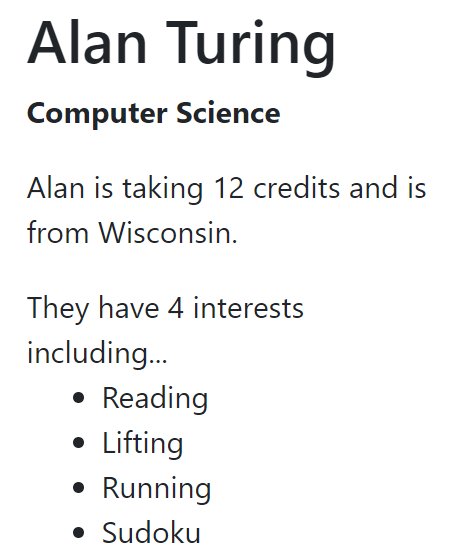 Alan Turing
Computer Science
Alan is taking 12 credits and is
from Wisconsin.
They have 4 interests
including...
• Reading
• Lifting
• Running
• Sudoku